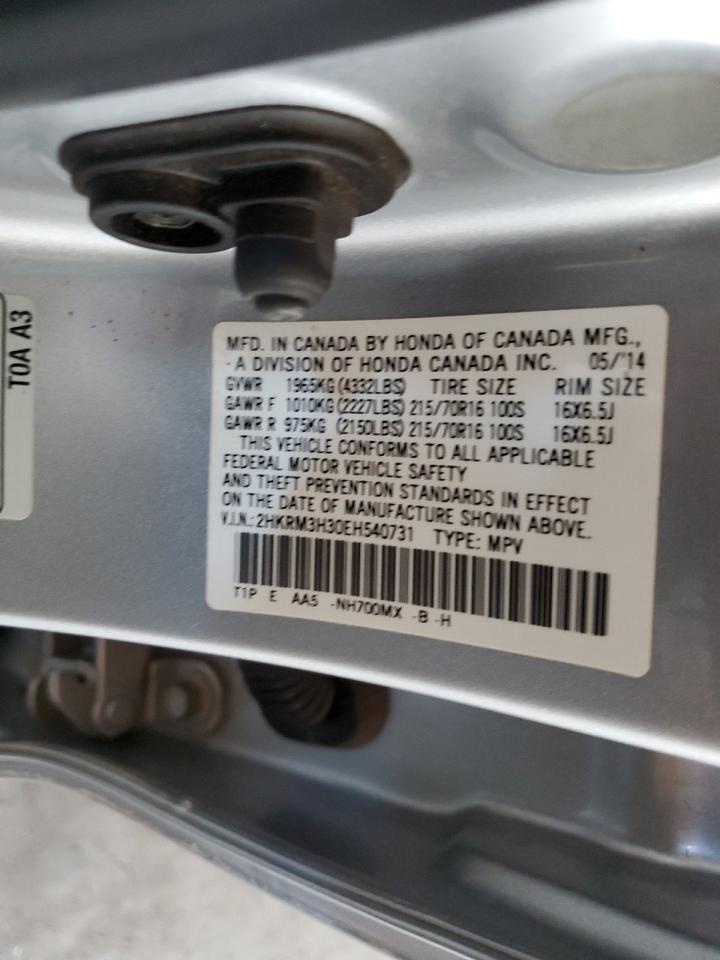 T0A A3
MFD. IN CANADA BY HONDA OF CANADA MFG.,
- A DIVISION OF HONDA CANADA INC. 05/'14
GVWR 1965KG(4332LBS) TIRE SIZE RIM SIZE
GAWR F 1010KG(2227LBS) 215/70R16 100S 16X6.5J
GAWR R 975KG (2150LBS) 215/70R16 100S 16X6.5J
THIS VEHICLE CONFORMS TO ALL APPLICABLE
FEDERAL MOTOR VEHICLE SAFETY
AND THEFT PREVENTION STANDARDS IN EFFECT
ON THE DATE OF MANUFACTURE SHOWN ABOVE.
V.I.N.:2HKRM3H30EH540731 TYPE: MPV
T1P E AA5 -NH700MX -B -H